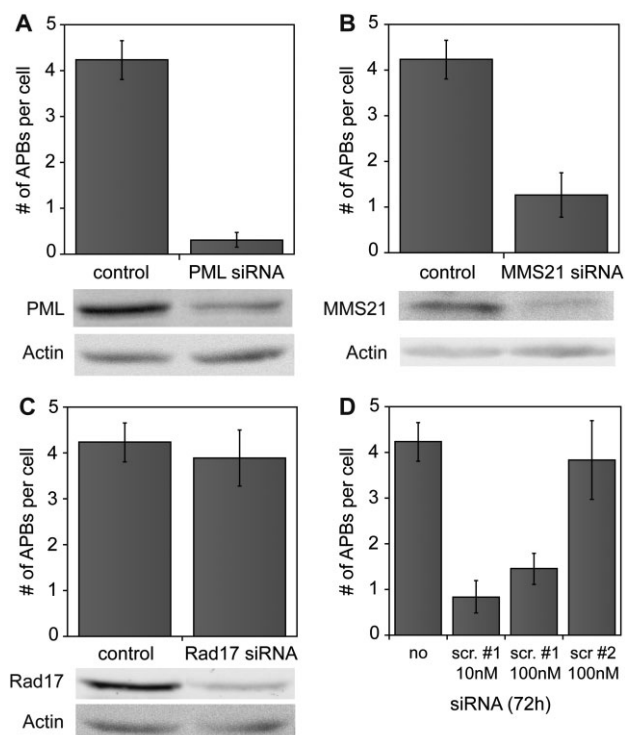 A
# of APBs per cell
5
4
3
2
1
0
control PML siRNA
PML
Actin
B
# of APBs per cell
5
4
3
2
1
0
control MMS21 siRNA
MMS21
Actin
C
# of APBs per cell
5
4
3
2
1
0
control Rad17 siRNA
Rad17
Actin
D
# of APBs per cell
5
4
3
2
1
0
no scr. #1 scr. #1 scr #2
10nM 100nM 100nM
siRNA (72h)